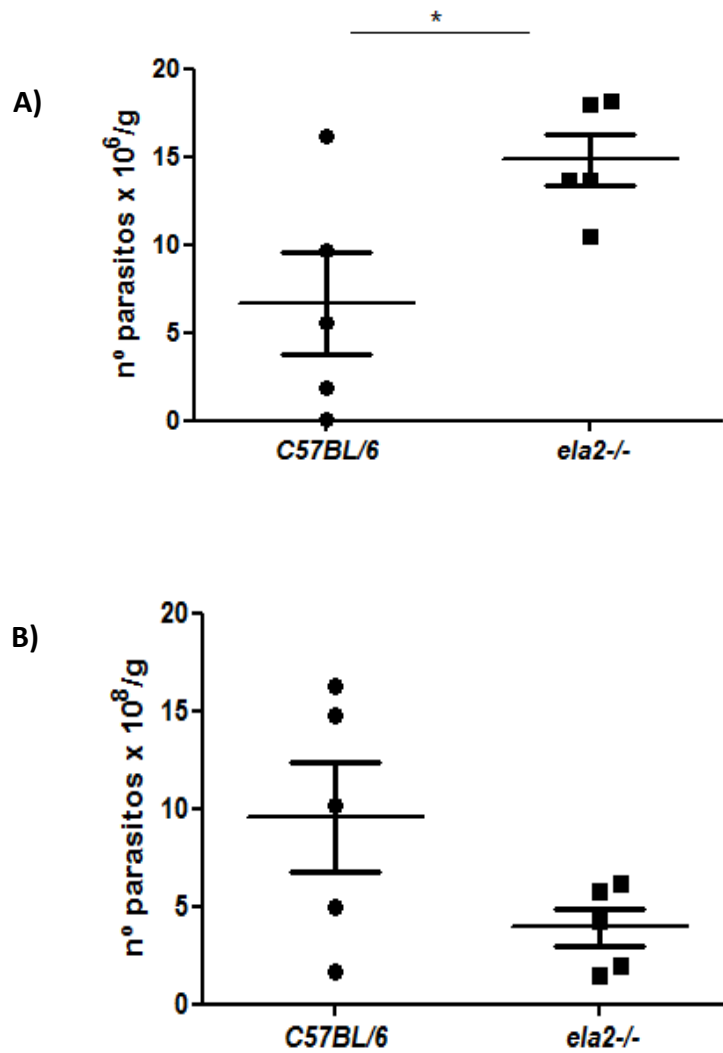 *
A)
20
15
10
5
0
nº parasitos x 10⁶/g
C57BL/6
ela2-/-
B)
20
15
10
5
0
nº parasitos x 10⁸/g
C57BL/6
ela2-/-